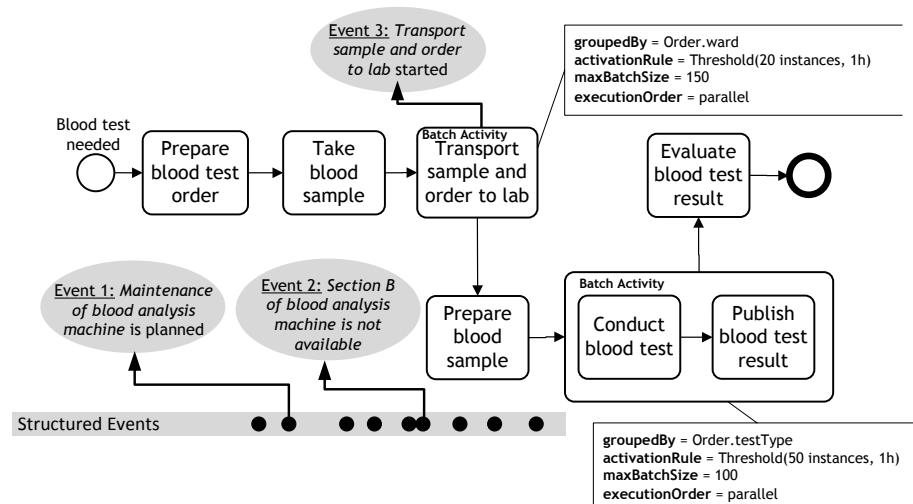 Event 3: Transport
sample and order
to lab started
groupedBy = Order.ward
activationRule = Threshold(20 instances, 1h)
maxBatchSize = 150
executionOrder = parallel
Blood test
needed
Prepare
blood test
order
Take
blood
sample
Batch Activity
Transport
sample and
order to lab
Evaluate
blood test
result
Event 1: Maintenance
of blood analysis
machine is planned
Event 2: Section B
of blood analysis
machine is not
available
Prepare
blood
sample
Batch Activity
Conduct
blood test
Publish
blood test
result
Structured Events
groupedBy = Order.testType
activationRule = Threshold(50 instances, 1h)
maxBatchSize = 100
executionOrder = parallel